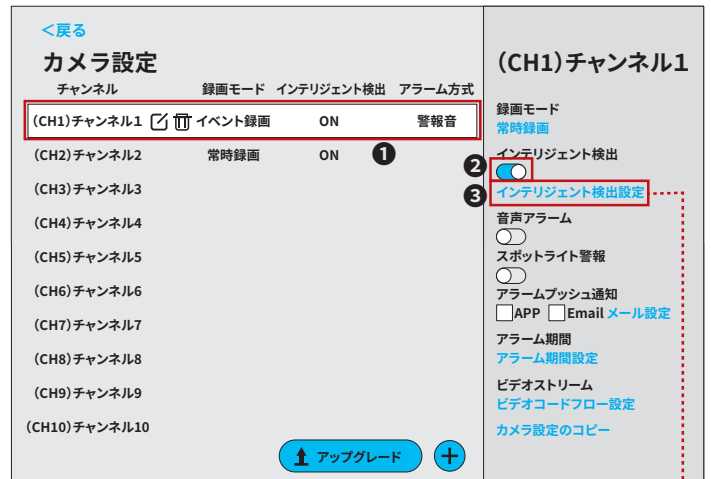 ＜戻る
カメラ設定
チャンネル 録画モード インテリジェント検出 アラーム方式
（CH1）チャンネル1 イベント録画 ON 警報音
（CH2）チャンネル2 常時録画 ON ❶
（CH3）チャンネル3
（CH4）チャンネル4
（CH5）チャンネル5
（CH6）チャンネル6
（CH7）チャンネル7
（CH8）チャンネル8
（CH9）チャンネル9
（CH10）チャンネル10
アップグレード
（CH1）チャンネル1
録画モード
常時録画
インテリジェント検出
❷
❸ インテリジェント検出設定
音声アラーム
スポットライト警報
アラームプッシュ通知
APP Email メール設定
アラーム期間
アラーム期間設定
ビデオストリーム
ビデオコードフロー設定
カメラ設定のコピー